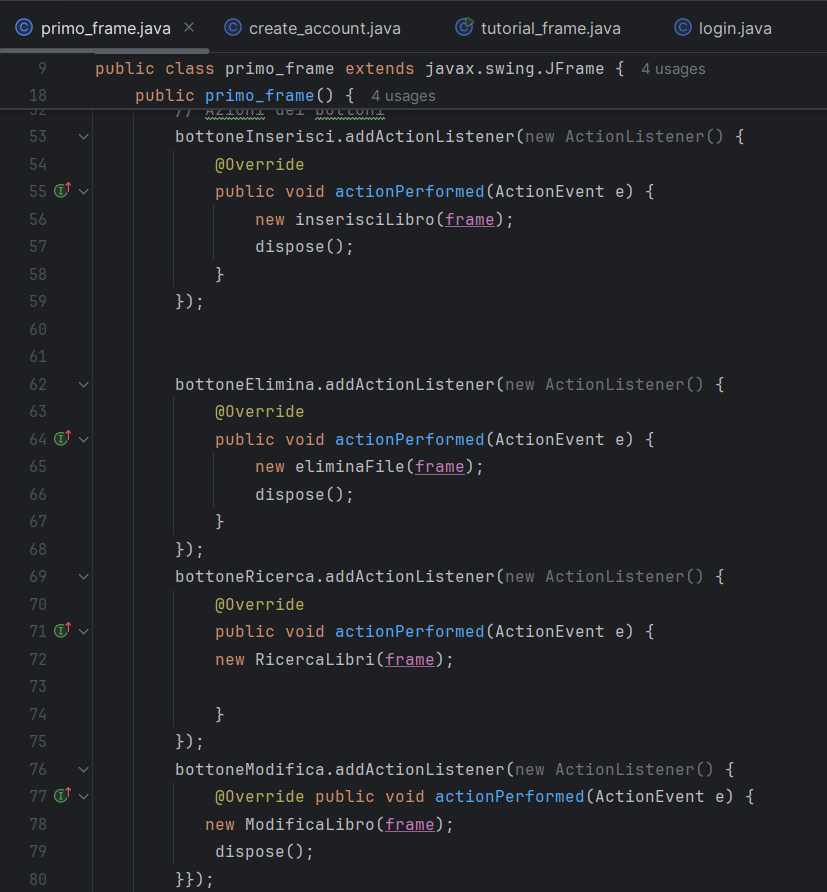 primo_frame.java × create_account.java tutorial_frame.java login.java
9 public class primo_frame extends javax.swing.JFrame { 4 usages
18 public primo_frame() { 4 usages
52 // Azioni dei bottoni
53 bottoneInserisci.addActionListener(new ActionListener() {
54 @Override
55 public void actionPerformed(ActionEvent e) {
56 new inserisciLibro(frame);
57 dispose();
58 }
59 });
60
61
62 bottoneElimina.addActionListener(new ActionListener() {
63 @Override
64 public void actionPerformed(ActionEvent e) {
65 new eliminaFile(frame);
66 dispose();
67 }
68 });
69 bottoneRicerca.addActionListener(new ActionListener() {
70 @Override
71 public void actionPerformed(ActionEvent e) {
72 new RicercaLibri(frame);
73
74 }
75 });
76 bottoneModifica.addActionListener(new ActionListener() {
77 @Override public void actionPerformed(ActionEvent e) {
78 new ModificaLibro(frame);
79 dispose();
80 }});